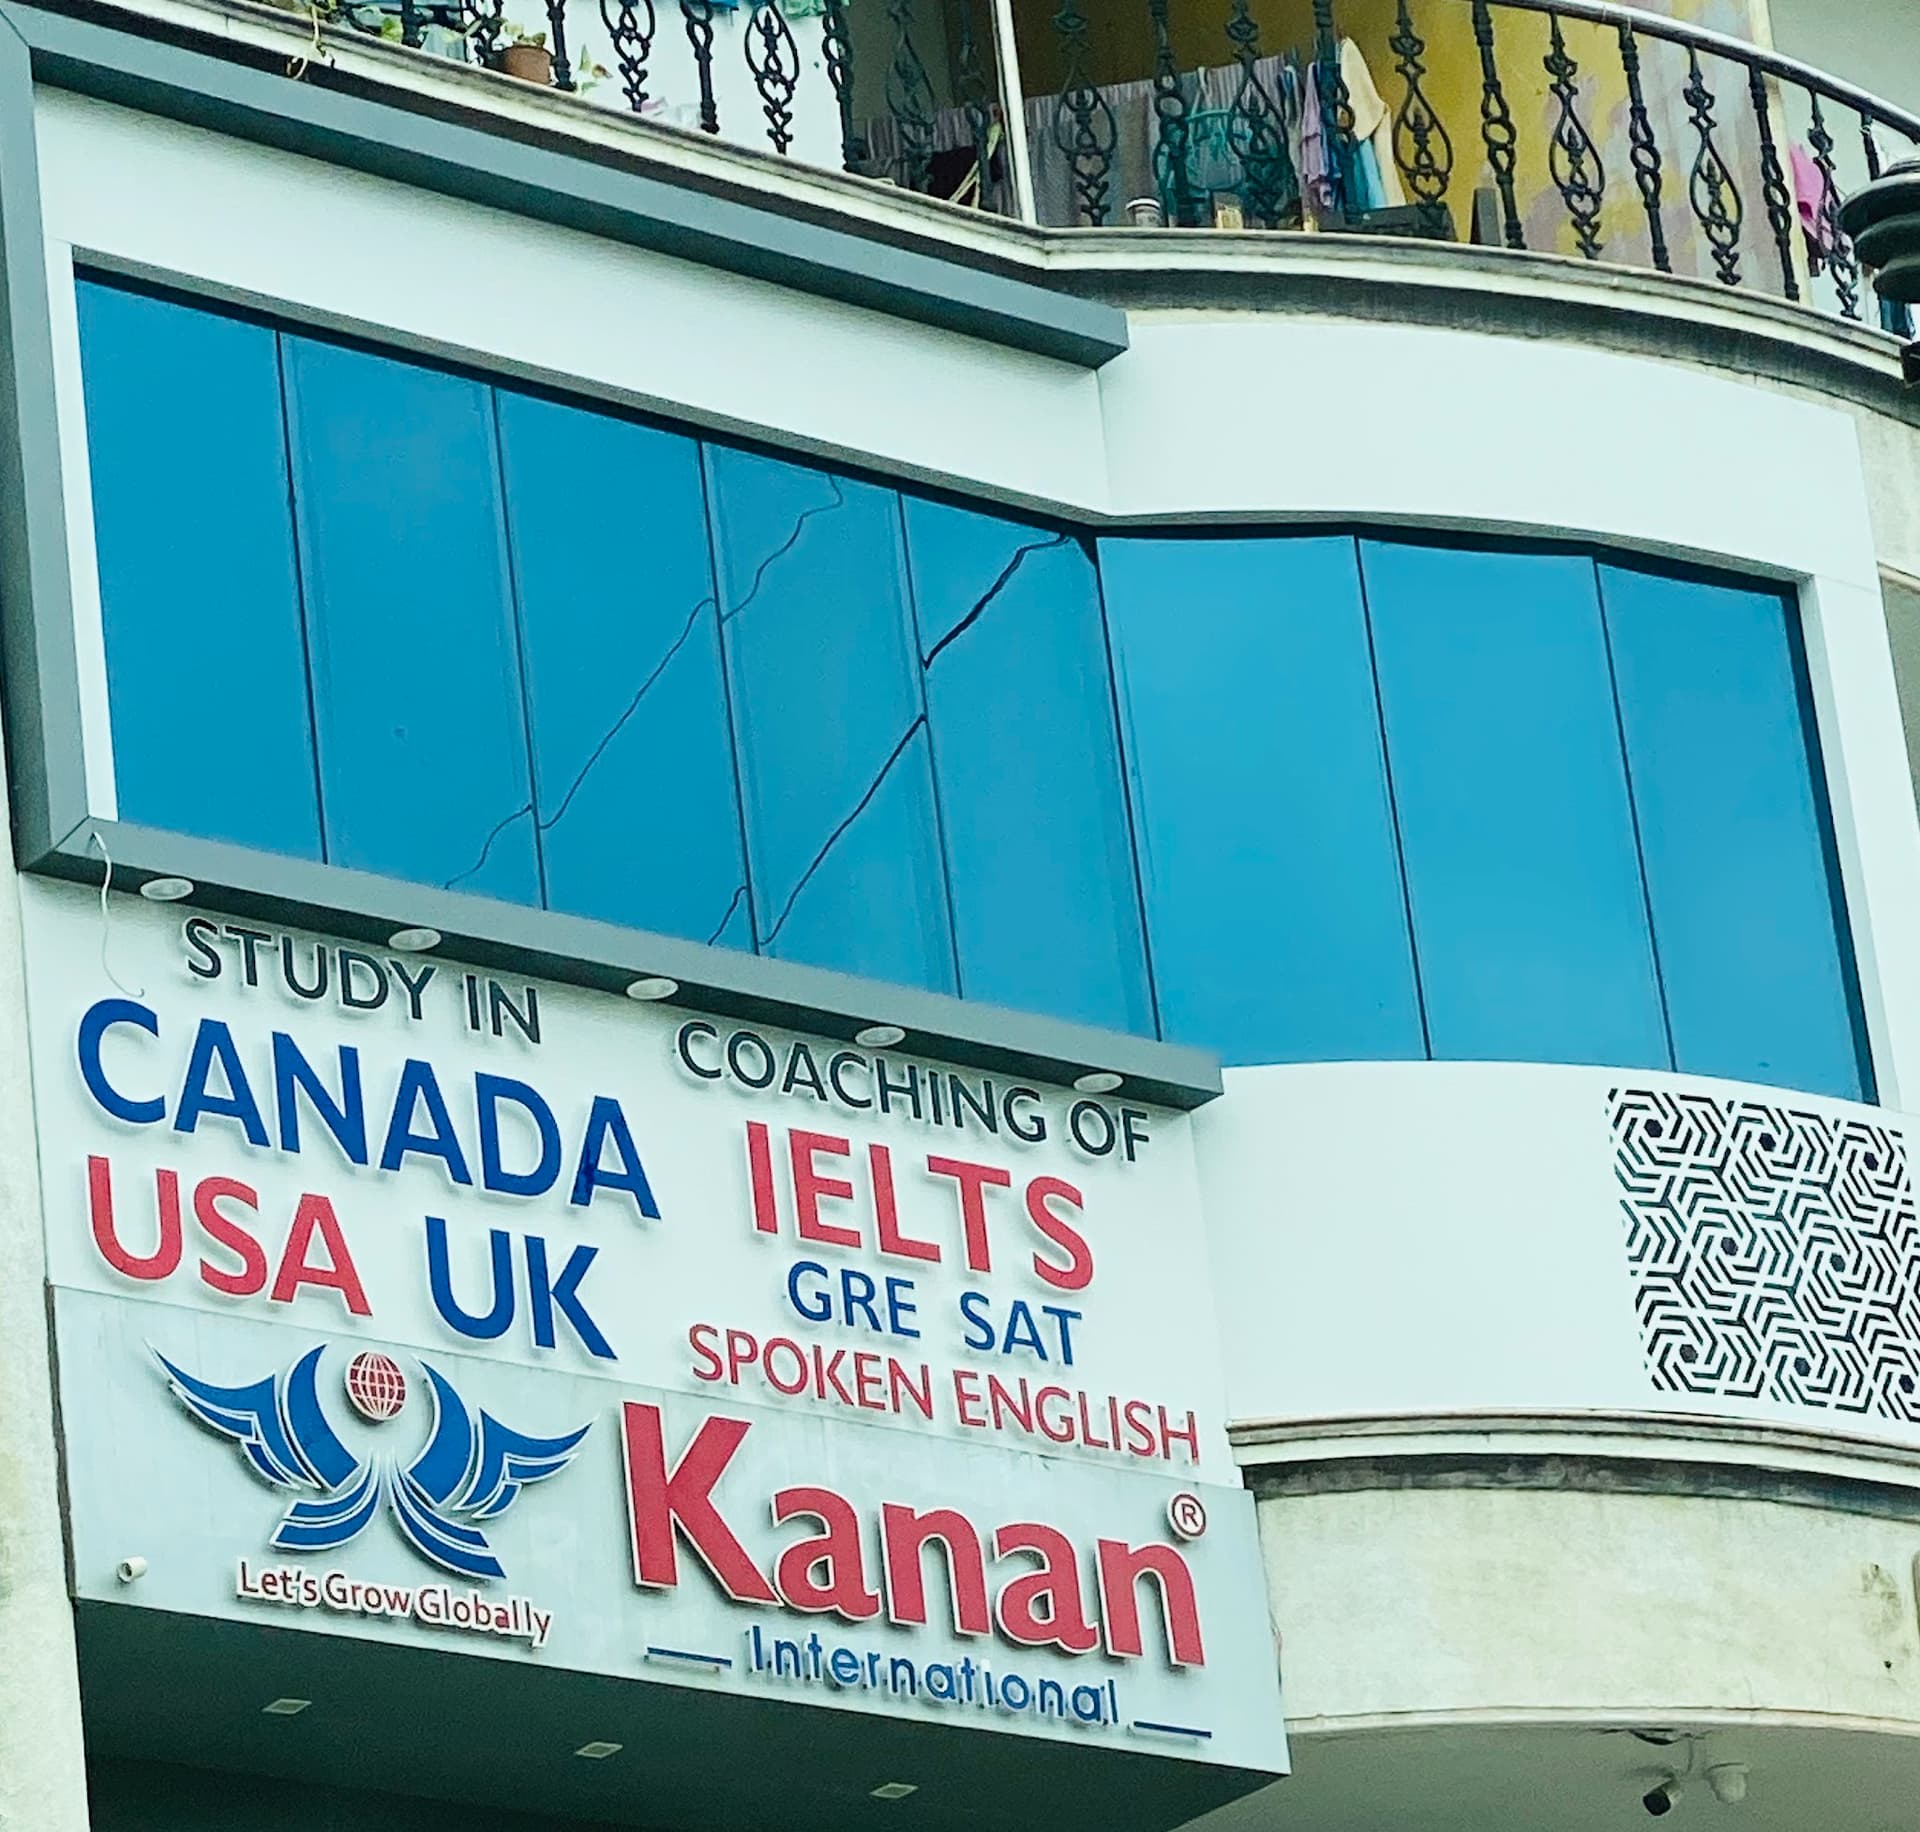 STUDY IN
CANADA
USA UK
COACHING OF
IELTS
GRE SAT
SPOKEN ENGLISH
Let's Grow Globally
Kanan®
International